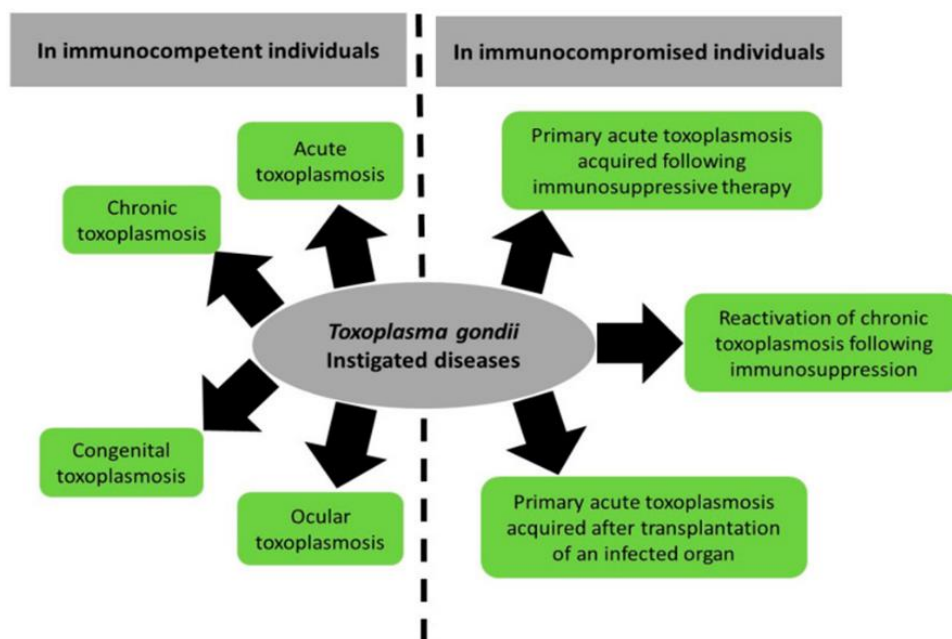 In immunocompetent individuals
In immunocompromised individuals
Acute
toxoplasmosis
Chronic
toxoplasmosis
Congenital
toxoplasmosis
Ocular
toxoplasmosis
Toxoplasma gondii
Instigated diseases
Primary acute toxoplasmosis
acquired following
immunosuppressive therapy
Reactivation of chronic
toxoplasmosis following
immunosuppression
Primary acute toxoplasmosis
acquired after transplantation
of an infected organ